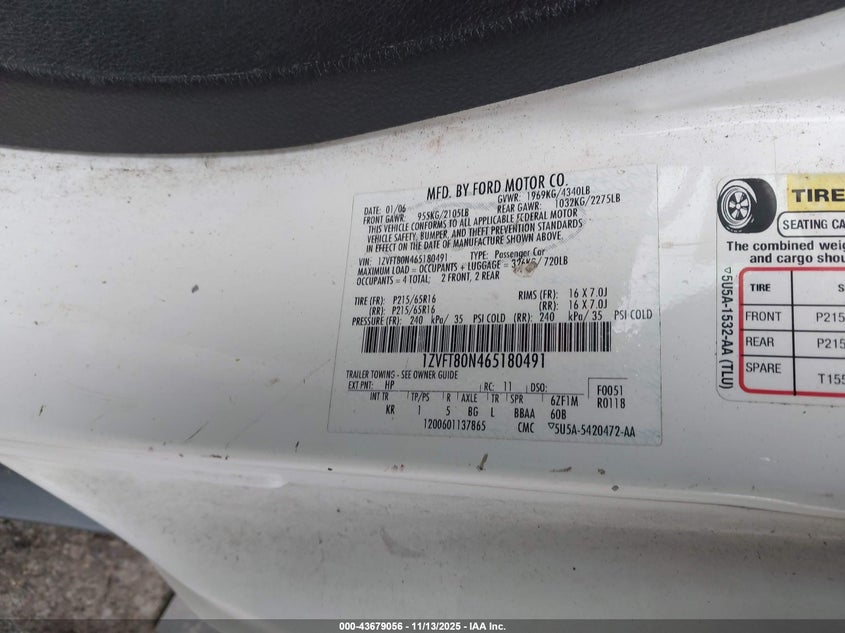 MFD. BY FORD MOTOR CO.
DATE: 01/06 GVWR: 1969KG/4340LB
FRONT GAWR: 955KG/2105LB REAR GAWR: 1032KG/2275LB
THIS VEHICLE CONFORMS TO ALL APPLICABLE FEDERAL MOTOR
VEHICLE SAFETY, BUMPER, AND THEFT PREVENTION STANDARDS
IN EFFECT ON THE DATE OF MANUFACTURE SHOWN ABOVE.
VIN: 1ZVFT80N465180491 TYPE: Passenger Car
MAXIMUM LOAD = OCCUPANTS + LUGGAGE = 326KG/720LB
OCCUPANTS = 4 TOTAL; 2 FRONT, 2 REAR
TIRE (FR): P215/65R16 RIMS (FR): 16 X 7.0J
(RR): P215/65R16 (RR): 16 X 7.0J
PRESSURE (FR): 240 kPa/ 35 PSI COLD (RR): 240 kPa/ 35 PSI COLD
1ZVFT80N465180491
TRAILER TOWING - SEE OWNER GUIDE
EXT PNT: HP RC: 11 DSO: F0051
INT TR TP/PS R AXLE TR SPR 6ZF1M R0118
KR 1 5 BG L BBAA 60B
1200601137865 CMC ▽5U5A-5420472-AA
TIRE
SEATING CA
The combined weig
and cargo shou
TIRE S
FRONT P215
REAR P215
SPARE T155
▽5U5A-1532-AA (TLU)
000-43679056 - 11/13/2025 - IAA Inc.